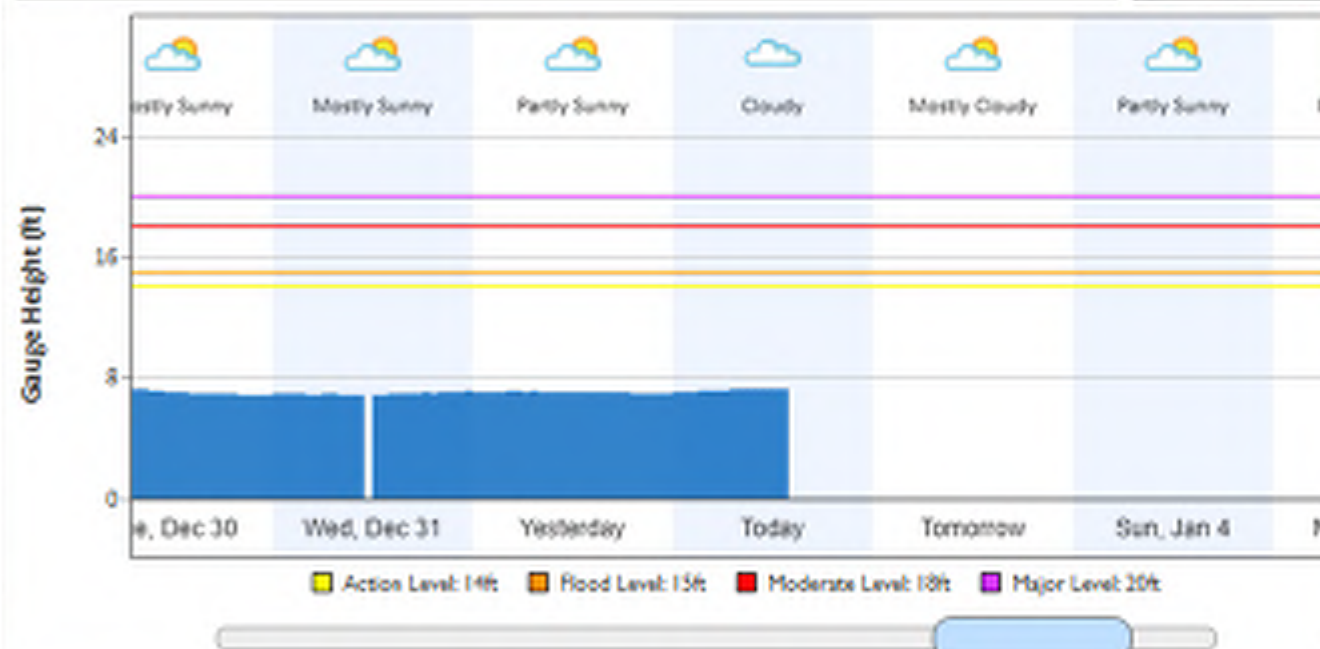 ostly Sunny Mostly Sunny Partly Sunny Cloudy Mostly Cloudy Partly Sunny
24
16
8
0
Gauge Height (ft)
e, Dec 30 Wed, Dec 31 Yesterday Today Tomorrow Sun, Jan 4
Action Level: 14ft Flood Level: 15ft Moderate Level: 18ft Major Level: 20ft